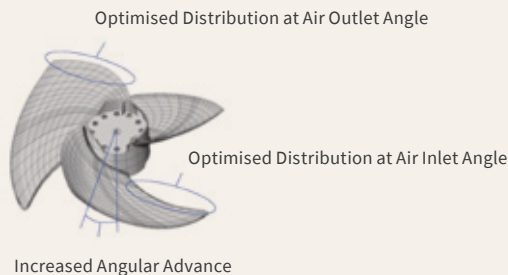 Optimised Distribution at Air Outlet Angle
Optimised Distribution at Air Inlet Angle
Increased Angular Advance